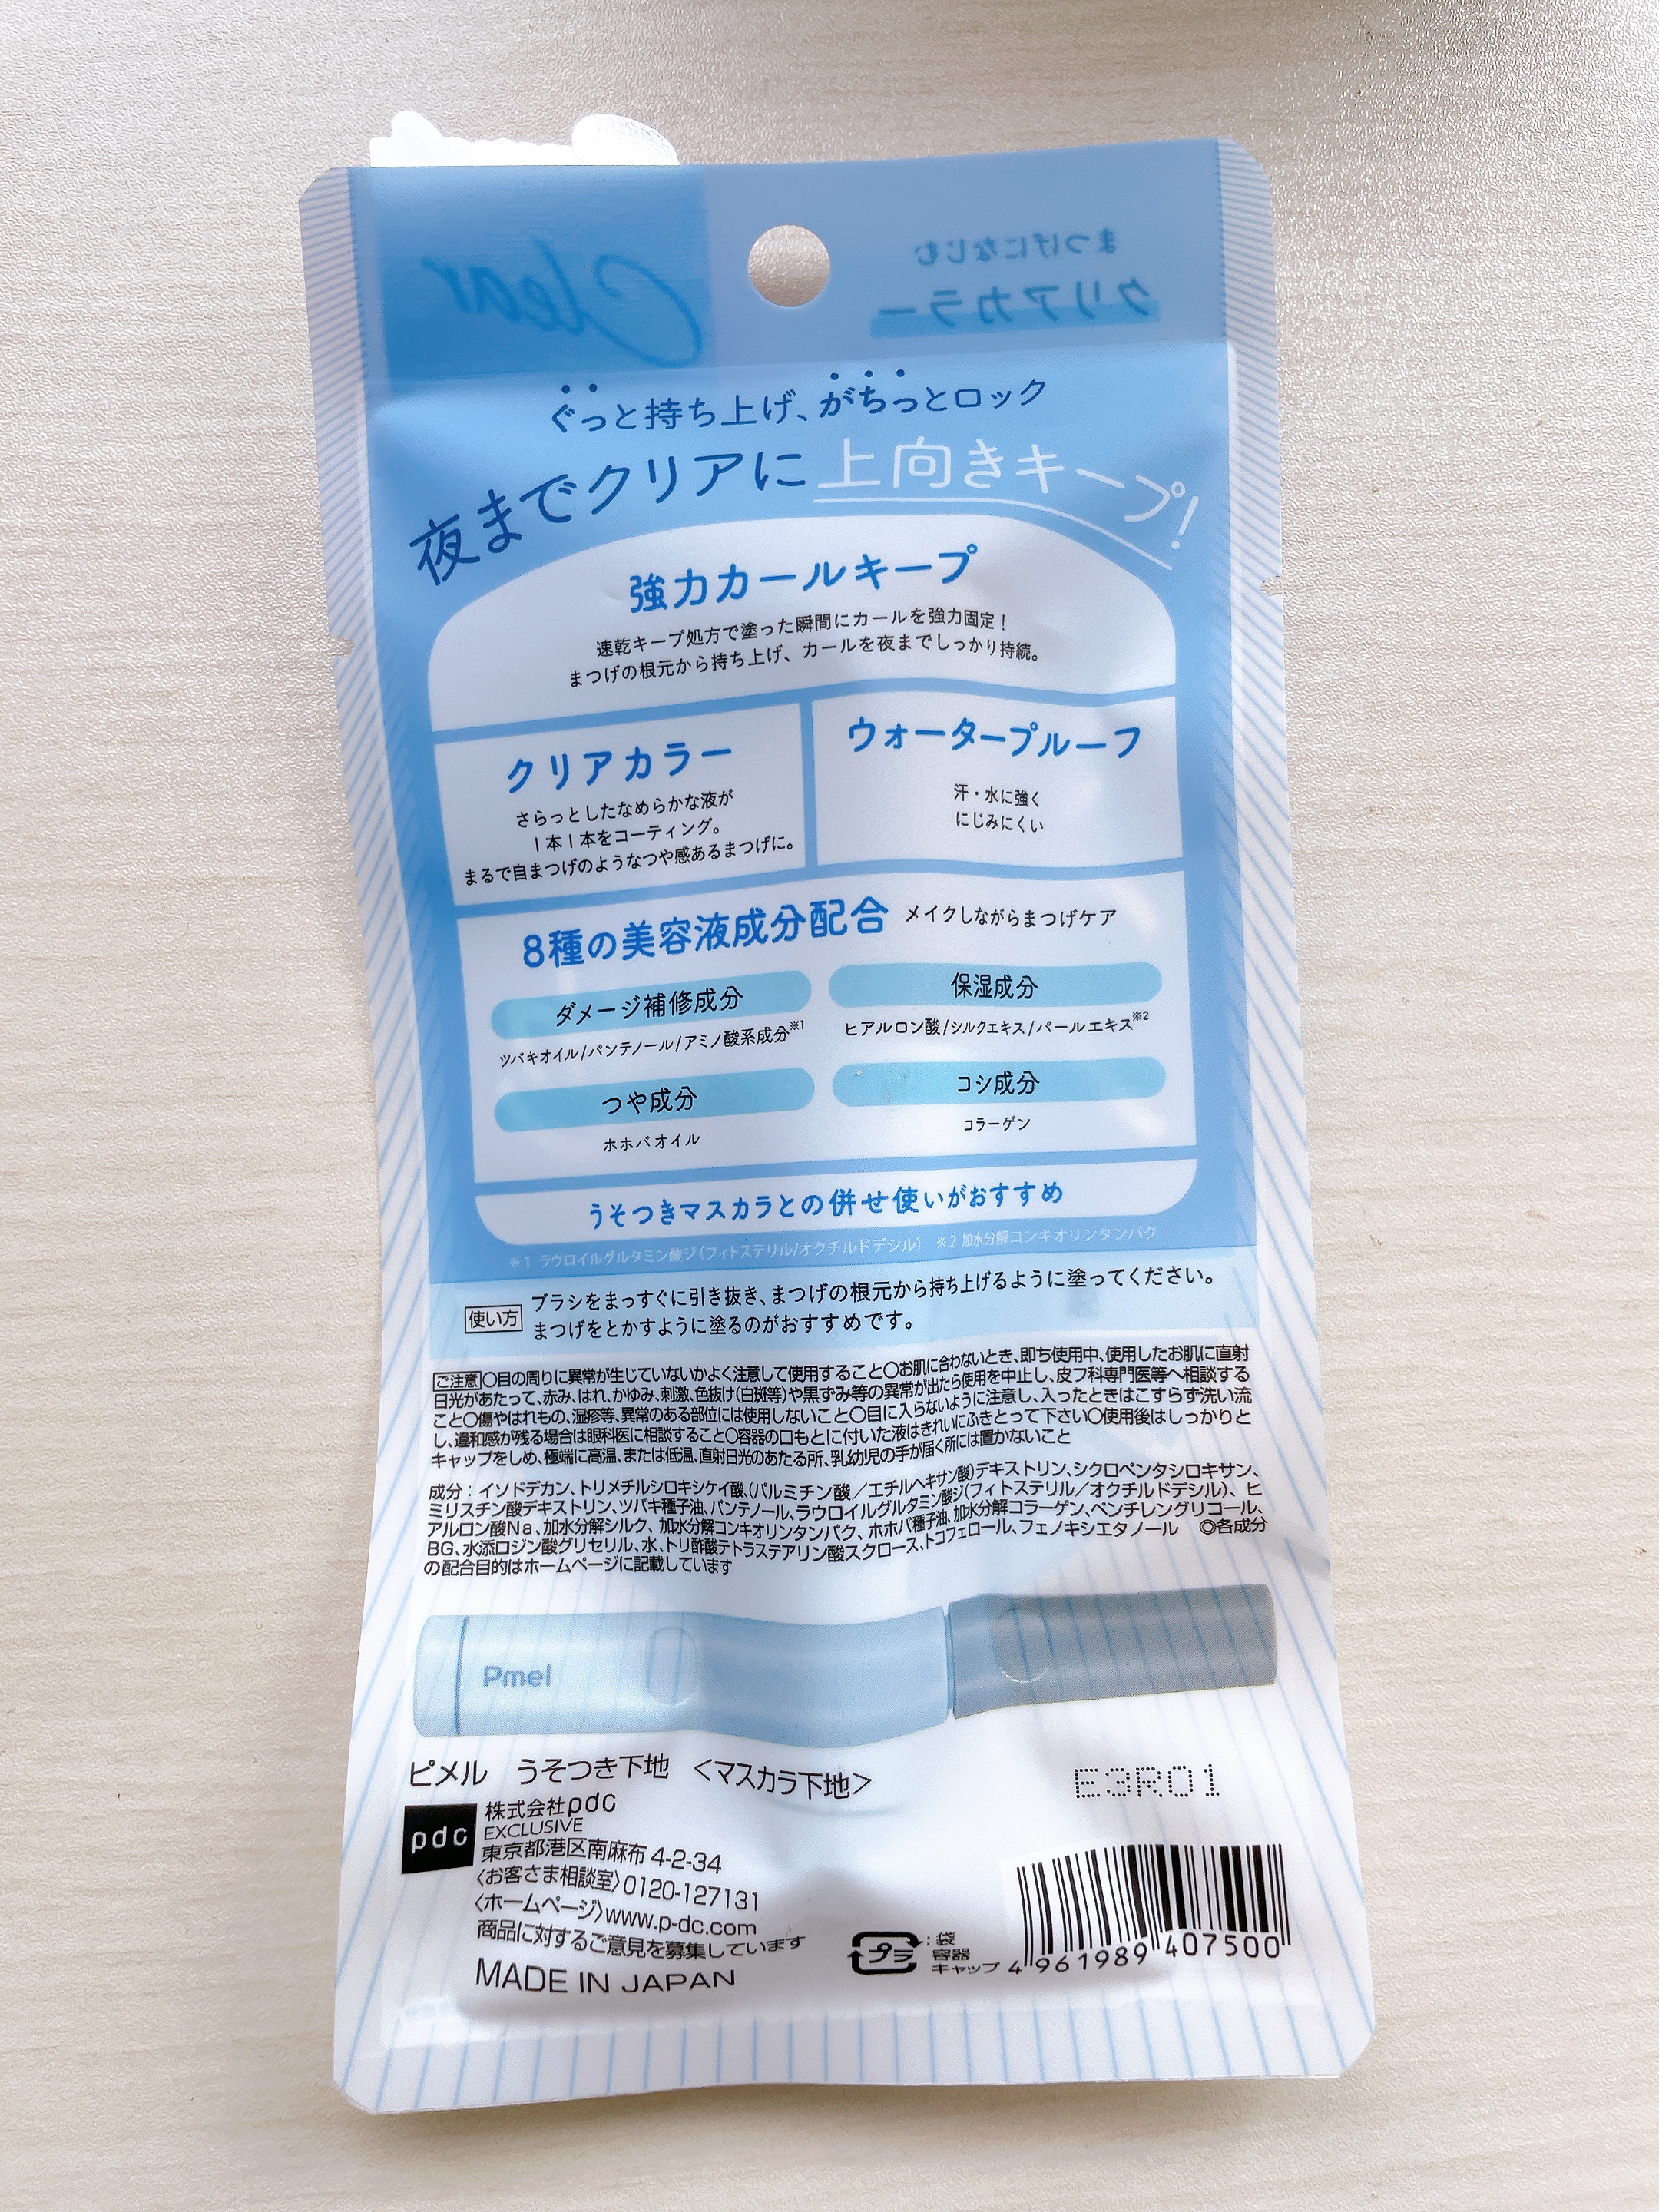 Clear
まつげになじむ
クリアカラー
ぐっと持ち上げ、がちっとロック
夜までクリアに上向きキープ!
強力カールキープ
速乾キープ処方で塗った瞬間にカールを強力固定!
まつげの根元から持ち上げ、カールを夜までしっかり持続。
クリアカラー
さらっとしたなめらかな液が
1本1本をコーティング。
まるで自まつげのようなつや感あるまつげに。
ウォータープルーフ
汗・水に強く
にじみにくい
8種の美容液成分配合 メイクしながらまつげケア
ダメージ補修成分
ツバキオイル/パンテノール/アミノ酸系成分※1
保湿成分
ヒアルロン酸/シルクエキス/パールエキス※2
つや成分
ホホバオイル
コシ成分
コラーゲン
うそつきマスカラとの併せ使いがおすすめ
※1 ラウロイルグルタミン酸ジ(フィトステリル/オクチルドデシル) ※2 加水分解コンキオリンタンパク
使い方 ブラシをまっすぐに引き抜き、まつげの根元から持ち上げるように塗ってください。
まつげをとかすように塗るのがおすすめです。
ご注意 〇目の周りに異常が生じていないかよく注意して使用すること〇お肌に合わないとき、即ち使用中、使用したお肌に直射
日光があたって、赤み、はれ、かゆみ、刺激、色抜け(白斑等)や黒ずみ等の異常が出たら使用を中止し、皮フ科専門医等へ相談する
こと〇傷やはれもの、湿疹等、異常のある部位には使用しないこと〇目に入らないように注意し、入ったときはこすらず洗い流
し、違和感が残る場合は眼科医に相談すること〇容器の口もとに付いた液はきれいにふきとって下さい〇使用後はしっかりと
キャップをしめ、極端に高温、または低温、直射日光のあたる所、乳幼児の手が届く所には置かないこと
成分:イソドデカン、トリメチルシロキシケイ酸、(パルミチン酸/エチルヘキサン酸)デキストリン、シクロペンタシロキサン、
ミリスチン酸デキストリン、ツバキ種子油、パンテノール、ラウロイルグルタミン酸ジ(フィトステリル/オクチルドデシル)、ヒ
アルロン酸Na、加水分解シルク、加水分解コンキオリンタンパク、ホホバ種子油、加水分解コラーゲン、ペンチレングリコール、
BG、水添ロジン酸グリセリル、水、トリ酢酸テトラステアリン酸スクロース、トコフェロール、フェノキシエタノール ◎各成分
の配合目的はホームページに記載しています
Pmel
ピメル うそつき下地 <マスカラ下地>
E3R01
pdc
株式会社pdc
EXCLUSIVE
東京都港区南麻布 4-2-34
〈お客さま相談室〉0120-127131
〈ホームページ〉www.p-dc.com
商品に対するご意見を募集しています
MADE IN JAPAN
プラ :袋
容器
キャップ
4 961989 407500